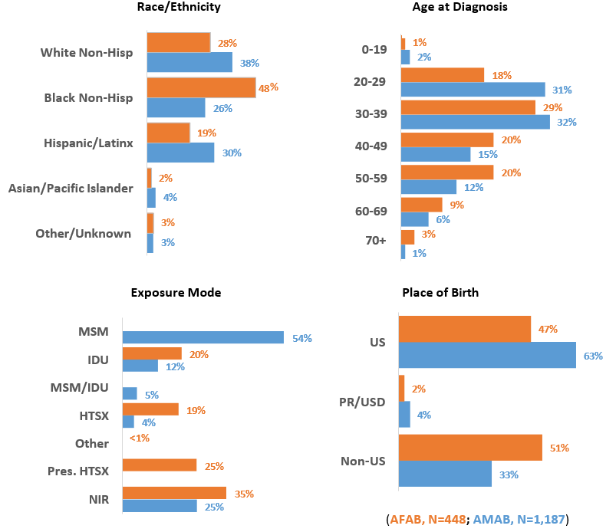 Race/Ethnicity
White Non-Hisp
28%
38%
Black Non-Hisp
48%
26%
Hispanic/Latinx
19%
30%
Asian/Pacific Islander
2%
4%
Other/Unknown
3%
3%
Age at Diagnosis
0-19
1%
2%
20-29
18%
31%
30-39
29%
32%
40-49
20%
15%
50-59
20%
12%
60-69
9%
6%
70+
3%
1%
Exposure Mode
MSM
54%
IDU
20%
12%
MSM/IDU
5%
HTSX
19%
4%
Other
<1%
Pres. HTSX
25%
NIR
35%
25%
Place of Birth
US
47%
63%
PR/USD
2%
4%
Non-US
51%
33%
(AFAB, N=448; AMAB, N=1,187)